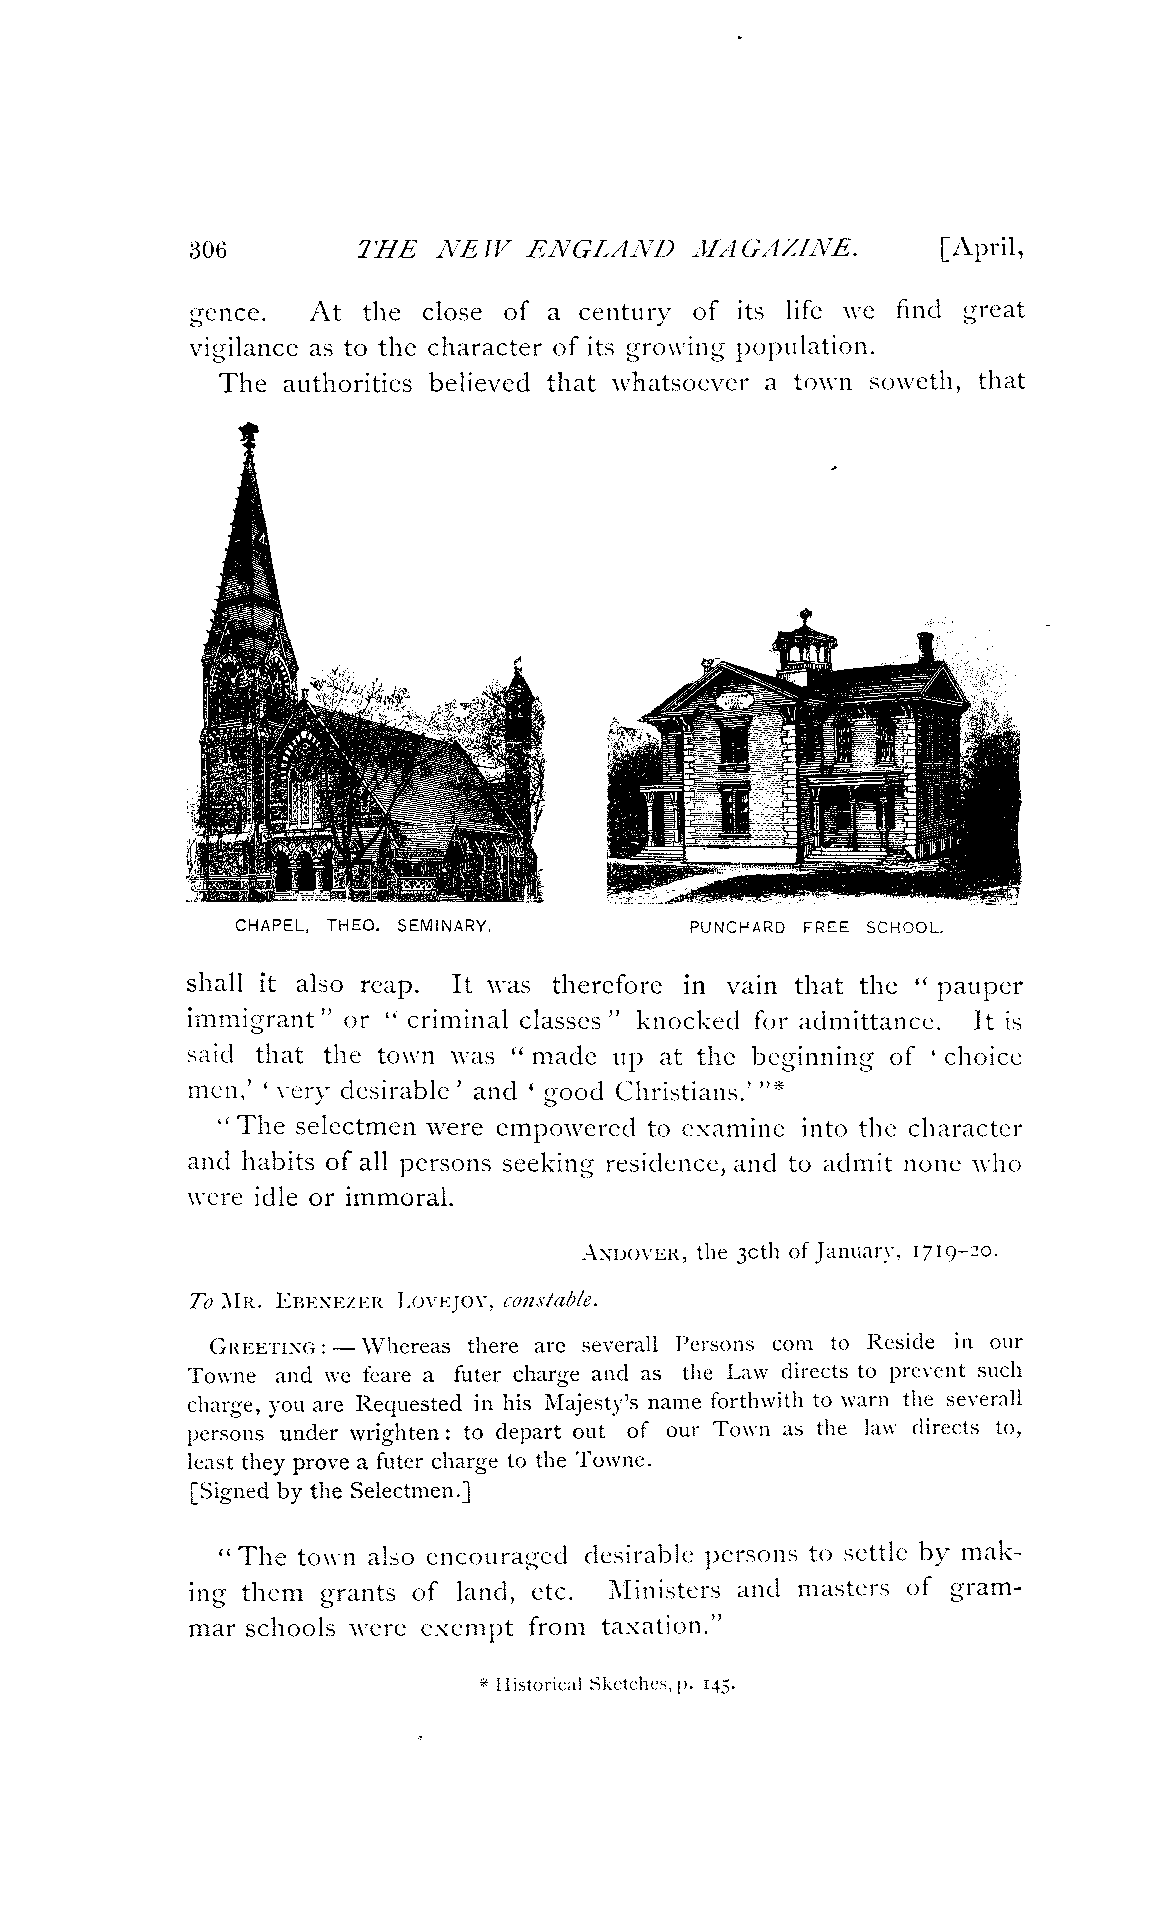 306 THE NEW ENGLAND MAGAZINE. [April,
gence. At the close of a century of its life we find great
vigilance as to the character of its growing population.
The authorities believed that whatsoever a town soweth, that
CHAPEL, THEO. SEMINARY.
PUNCHARD FREE SCHOOL.
shall it also reap. It was therefore in vain that the “ pauper
immigrant ” or “ criminal classes ” knocked for admittance. It is
said that the town was “ made up at the beginning of ‘ choice
men,’ ‘ very desirable ’ and ‘ good Christians.’ ”*
“ The selectmen were empowered to examine into the character
and habits of all persons seeking residence, and to admit none who
were idle or immoral.
ANDOVER, the 30th of January, 1719–20.
To MR. EBENEZER LOVEJOY, constable.
GREETING : — Whereas there are severall Persons com to Reside in our
Towne and we feare a futer charge and as the Law directs to prevent such
charge, you are Requested in his Majesty’s name forthwith to warn the severall
persons under wrighten : to depart out of our Town as the law directs to,
least they prove a futer charge to the Towne.
[Signed by the Selectmen.]
“ The town also encouraged desirable persons to settle by mak-
ing them grants of land, etc. Ministers and masters of gram-
mar schools were exempt from taxation.”
* Historical Sketches, p. 145.